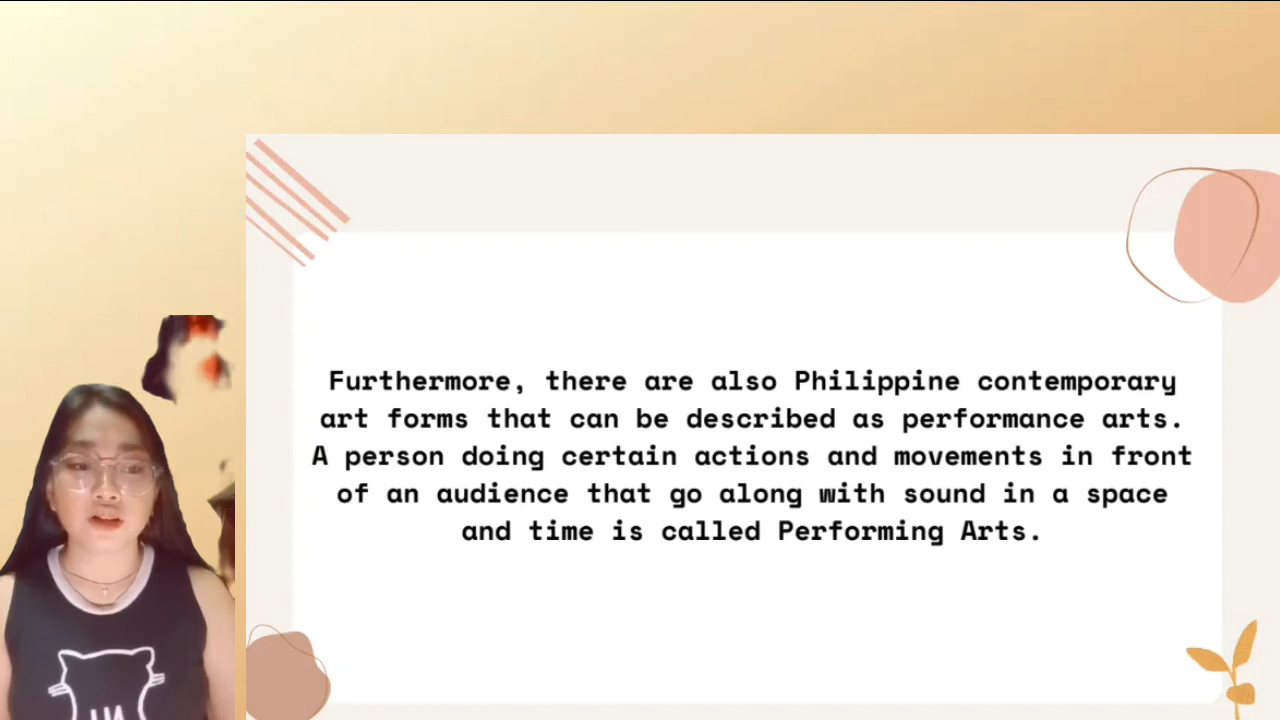 Furthermore, there are also Philippine contemporary
art forms that can be described as performance arts.
A person doing certain actions and movements in front
of an audience that go along with sound in a space
and time is called Performing Arts.